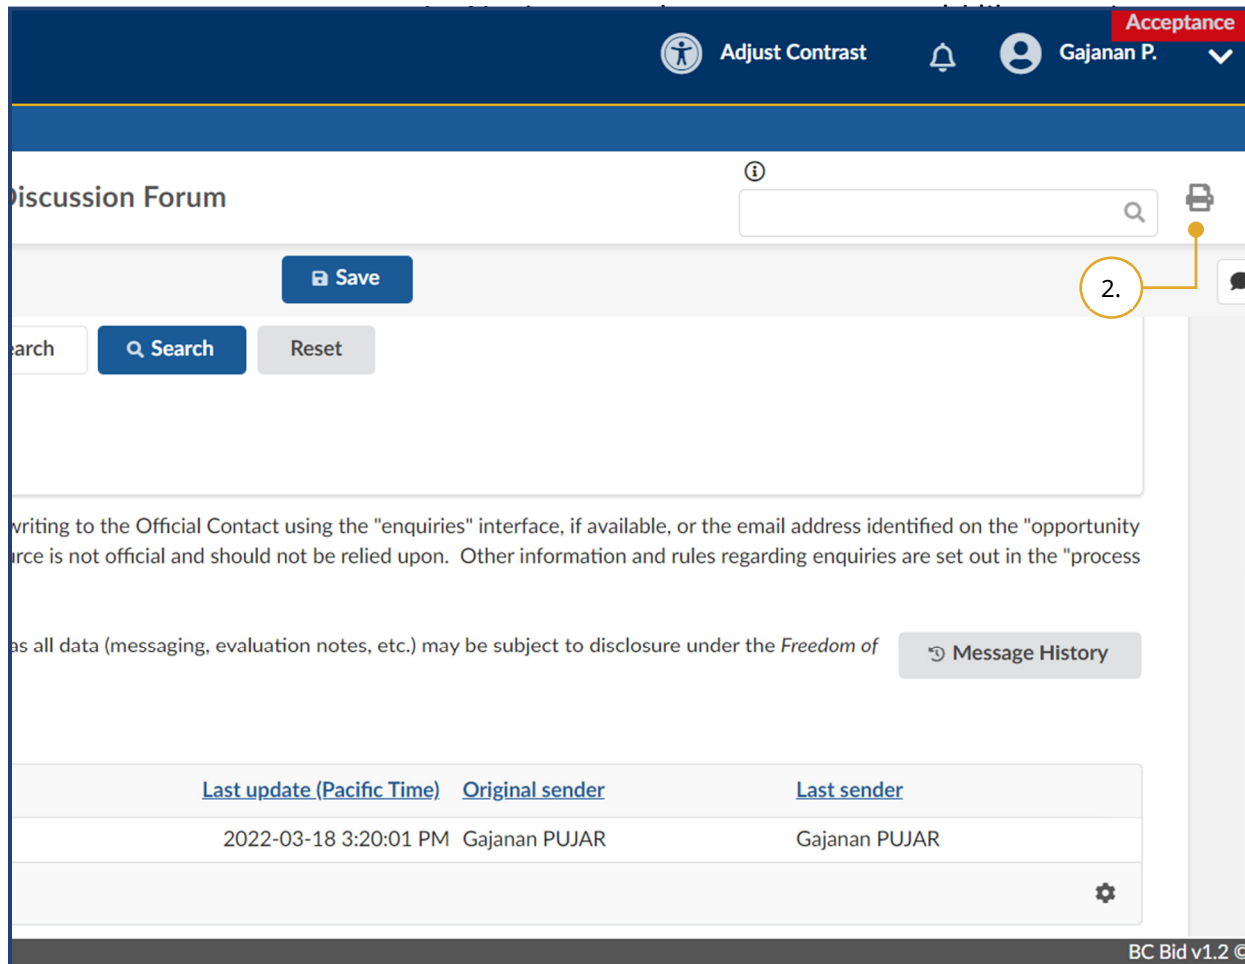 Acceptance
Adjust Contrast
Gajanan P.
Discussion Forum
2.
Save
arch
Search
Reset
writing to the Official Contact using the "enquiries" interface, if available, or the email address identified on the "opportunity
rce is not official and should not be relied upon. Other information and rules regarding enquiries are set out in the "process
as all data (messaging, evaluation notes, etc.) may be subject to disclosure under the Freedom of
Message History
Last update (Pacific Time) Original sender Last sender
2022-03-18 3:20:01 PM Gajanan PUJAR Gajanan PUJAR
BC Bid v1.2 ©